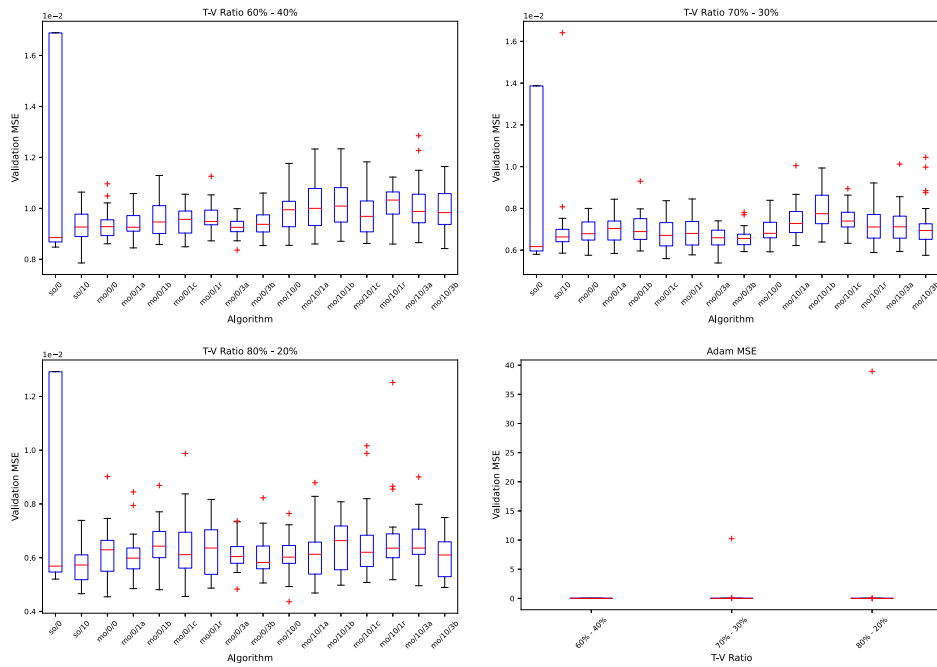 T-V Ratio 60% - 40%
1e−2
1.6
1.4
1.2
1.0
0.8
Validation MSE
so/0
so/10
mo/0/0
mo/0/1a
mo/0/1b
mo/0/1c
mo/0/1r
mo/0/3a
mo/0/3b
mo/10/0
mo/10/1a
mo/10/1b
mo/10/1c
mo/10/1r
mo/10/3a
mo/10/3b
Algorithm
T-V Ratio 70% - 30%
1e−2
1.6
1.4
1.2
1.0
0.8
0.6
Validation MSE
so/0
so/10
mo/0/0
mo/0/1a
mo/0/1b
mo/0/1c
mo/0/1r
mo/0/3a
mo/0/3b
mo/10/0
mo/10/1a
mo/10/1b
mo/10/1c
mo/10/1r
mo/10/3a
mo/10/3b
Algorithm
T-V Ratio 80% - 20%
1e−2
1.2
1.0
0.8
0.6
0.4
Validation MSE
so/0
so/10
mo/0/0
mo/0/1a
mo/0/1b
mo/0/1c
mo/0/1r
mo/0/3a
mo/0/3b
mo/10/0
mo/10/1a
mo/10/1b
mo/10/1c
mo/10/1r
mo/10/3a
mo/10/3b
Algorithm
Adam MSE
40
35
30
25
20
15
10
5
0
Validation MSE
60% - 40%
70% - 30%
80% - 20%
T-V Ratio